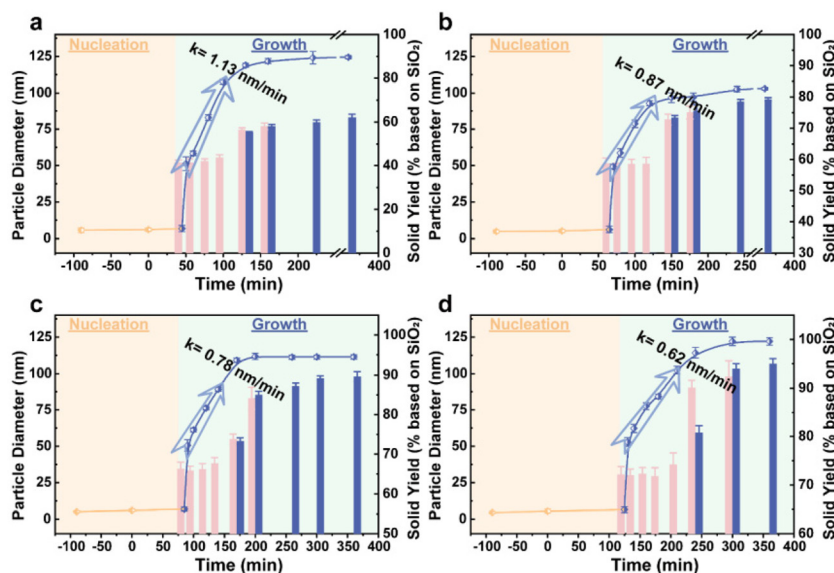 a
Nucleation
Growth
k= 1.13 nm/min
Particle Diameter (nm)
125
100
75
50
25
0
100
90
80
70
60
50
40
30
20
10
0
Solid Yield (% based on SiO₂)
-100 -50 0 50 100 150 200 400
Time (min)
b
Nucleation
Growth
k= 0.87 nm/min
Particle Diameter (nm)
125
100
75
50
25
0
100
90
80
70
60
50
40
30
Solid Yield (% based on SiO₂)
-100 -50 0 50 100 150 200 250 400
Time (min)
c
Nucleation
Growth
k= 0.78 nm/min
Particle Diameter (nm)
125
100
75
50
25
0
100
95
90
85
80
75
70
65
60
55
50
Solid Yield (% based on SiO₂)
-100 -50 0 50 100 150 200 250 300 350 400
Time (min)
d
Nucleation
Growth
k= 0.62 nm/min
Particle Diameter (nm)
125
100
75
50
25
0
100
90
80
70
60
Solid Yield (% based on SiO₂)
-100 -50 0 50 100 150 200 250 300 350 400
Time (min)